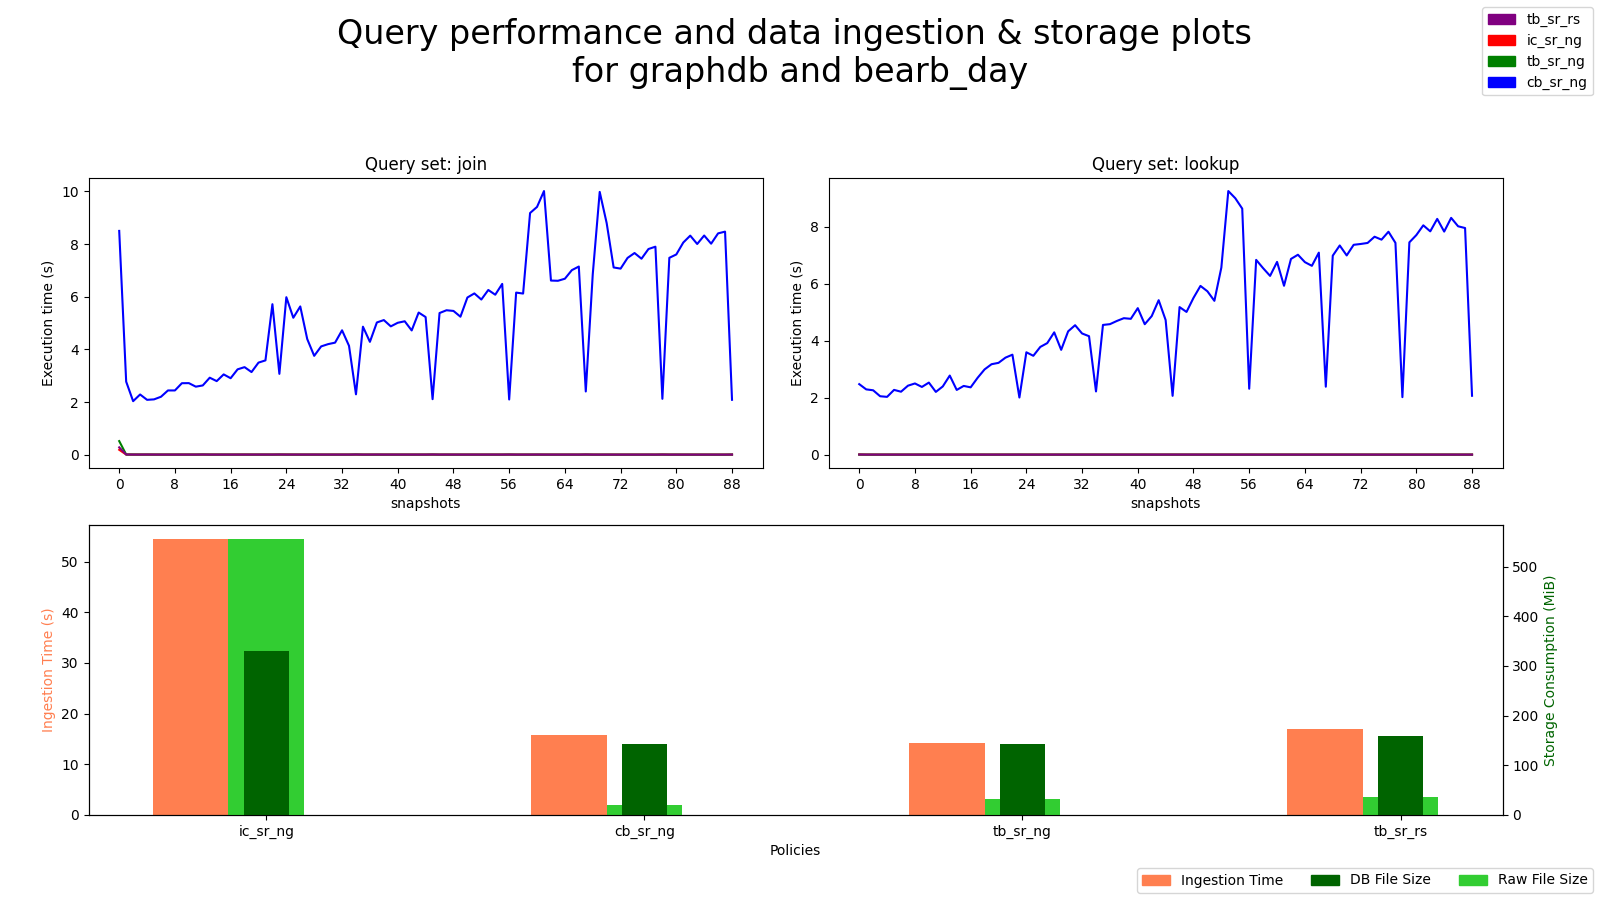 Query performance and data ingestion & storage plots
for graphdb and bearb_day
tb_sr_rs
ic_sr_ng
tb_sr_ng
cb_sr_ng
Query set: join
Execution time (s)
10
8
6
4
2
0
0 8 16 24 32 40 48 56 64 72 80 88
snapshots
Query set: lookup
Execution time (s)
8
6
4
2
0
0 8 16 24 32 40 48 56 64 72 80 88
snapshots
Ingestion Time (s)
50
40
30
20
10
0
500
400
300
200
100
0
Storage Consumption (MiB)
ic_sr_ng cb_sr_ng tb_sr_ng tb_sr_rs
Policies
Ingestion Time DB File Size Raw File Size